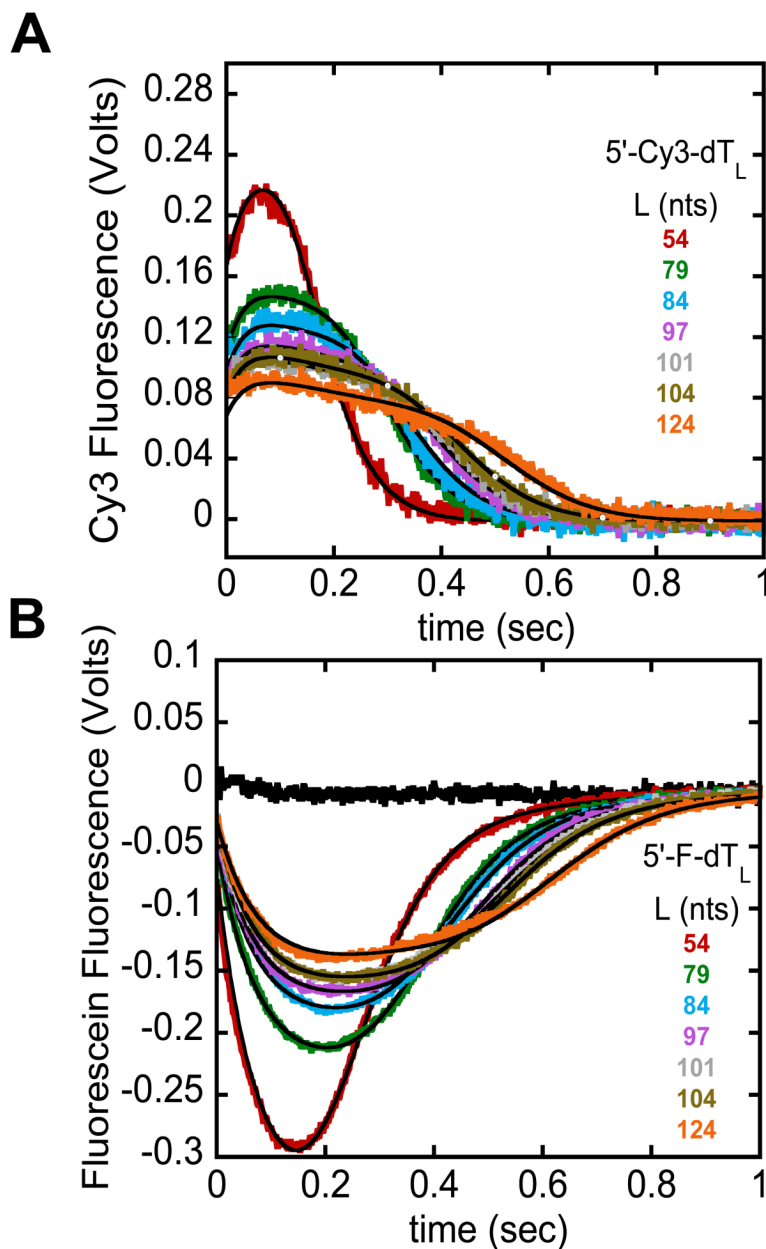 A
Cy3 Fluorescence (Volts)
0.28
0.24
0.2
0.16
0.12
0.08
0.04
0
5'-Cy3-dTL
L (nts)
54
79
84
97
101
104
124
0 0.2 0.4 0.6 0.8 1
time (sec)
B
Fluorescein Fluorescence (Volts)
0.1
0.05
0
-0.05
-0.1
-0.15
-0.2
-0.25
-0.3
5'-F-dTL
L (nts)
54
79
84
97
101
104
124
0 0.2 0.4 0.6 0.8 1
time (sec)